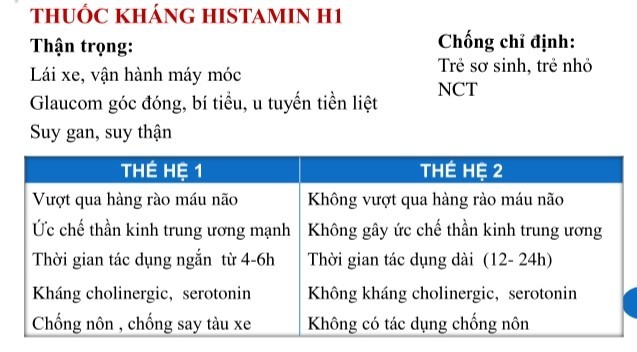 THUỐC KHÁNG HISTAMIN H1
Thận trọng:
Lái xe, vận hành máy móc
Glaucom góc đóng, bí tiểu, u tuyến tiền liệt
Suy gan, suy thận
Chống chỉ định:
Trẻ sơ sinh, trẻ nhỏ
NCT
THẾ HỆ 1 THẾ HỆ 2
Vượt qua hàng rào máu não Không vượt qua hàng rào máu não
Ức chế thần kinh trung ương mạnh Không gây ức chế thần kinh trung ương
Thời gian tác dụng ngắn từ 4-6h Thời gian tác dụng dài (12- 24h)
Kháng cholinergic, serotonin Không kháng cholinergic, serotonin
Chống nôn , chống say tàu xe Không có tác dụng chống nôn